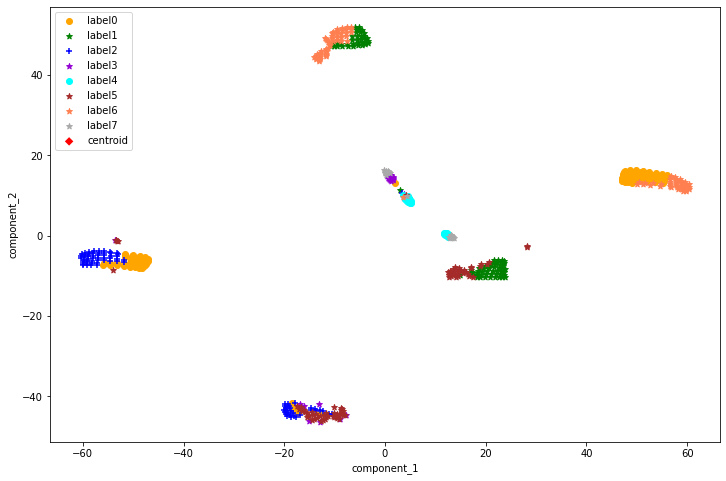 label0
label1
label2
label3
label4
label5
label6
label7
centroid
component_2
40
20
0
−20
−40
−60 −40 −20 0 20 40 60
component_1